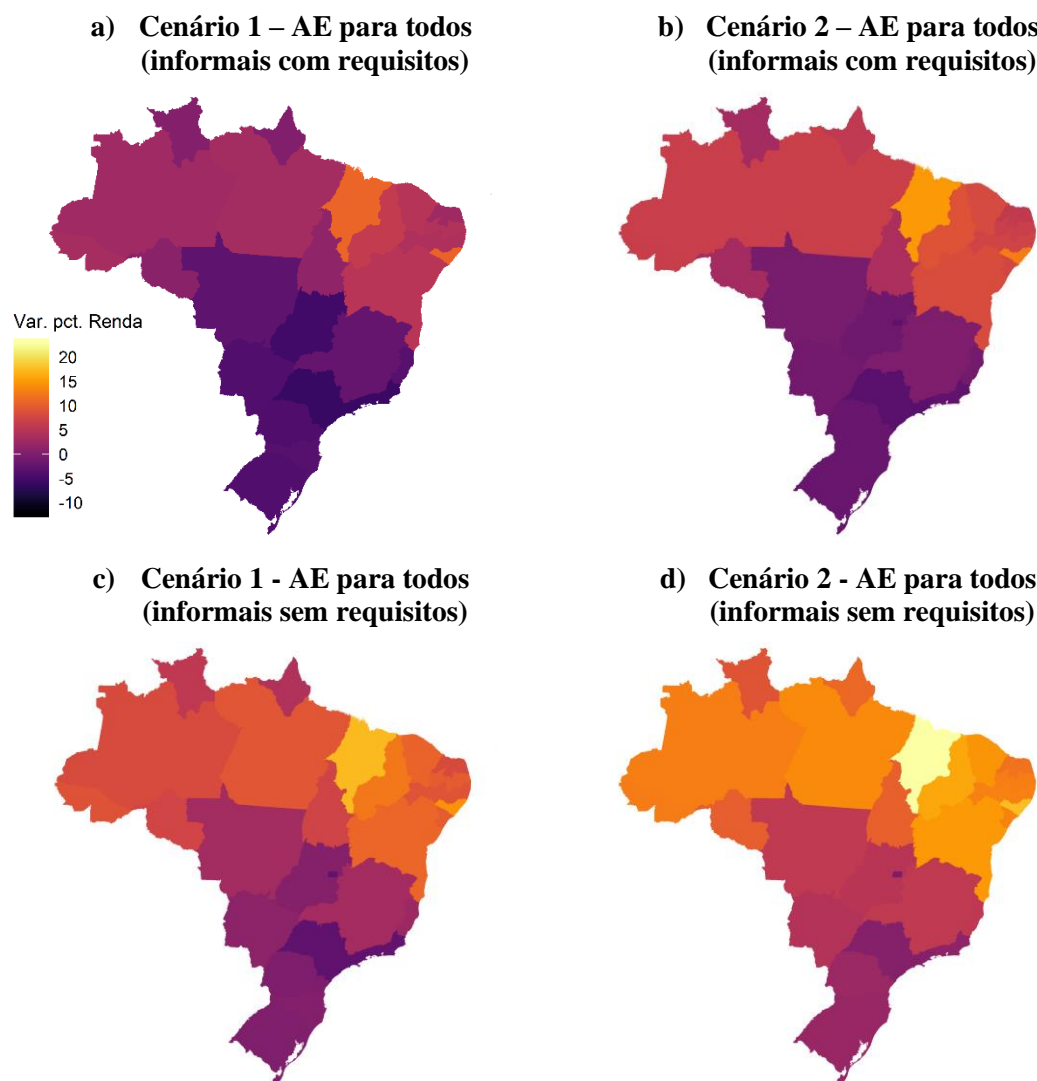 a) Cenário 1 – AE para todos
(informais com requisitos)
b) Cenário 2 – AE para todos
(informais com requisitos)
Var. pct. Renda
20
15
10
5
0
-5
-10
c) Cenário 1 - AE para todos
(informais sem requisitos)
d) Cenário 2 - AE para todos
(informais sem requisitos)